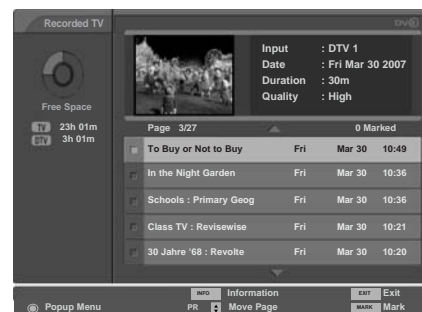 Recorded TV
DVR
Input : DTV 1
Date : Fri Mar 30 2007
Duration : 30m
Quality : High
Free Space
TV 23h 01m
DTV 3h 01m
Page 3/27 0 Marked
To Buy or Not to Buy Fri Mar 30 10:49
In the Night Garden Fri Mar 30 10:36
Schools : Primary Geog Fri Mar 30 10:36
Class TV : Revisewise Fri Mar 30 10:21
30 Jahre '68 : Revolte Fri Mar 30 10:20
INFO Information EXIT Exit
Popup Menu PR Move Page MARK Mark